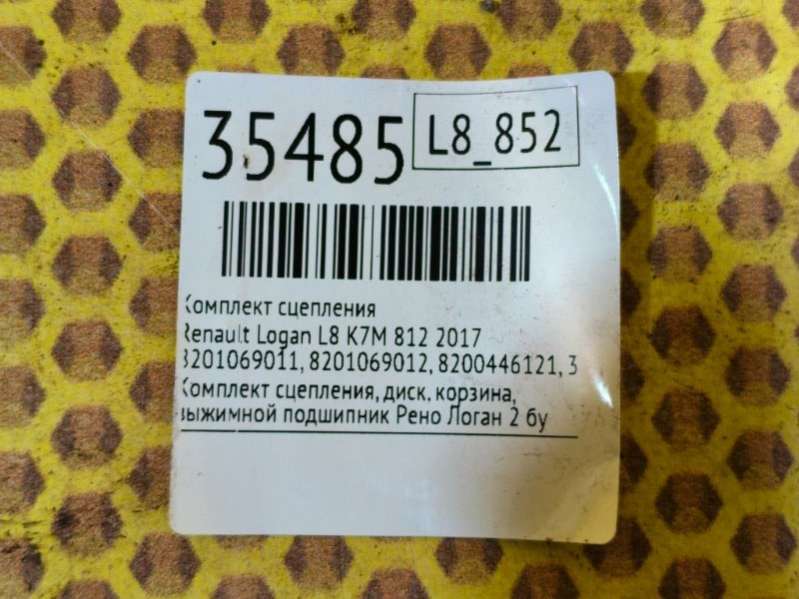 35485 L8_852
Комплект сцепления
Renault Logan L8 K7M 812 2017
8201069011, 8201069012, 8200446121, 3
Комплект сцепления, диск, корзина,
выжимной подшипник Рено Логан 2 бу